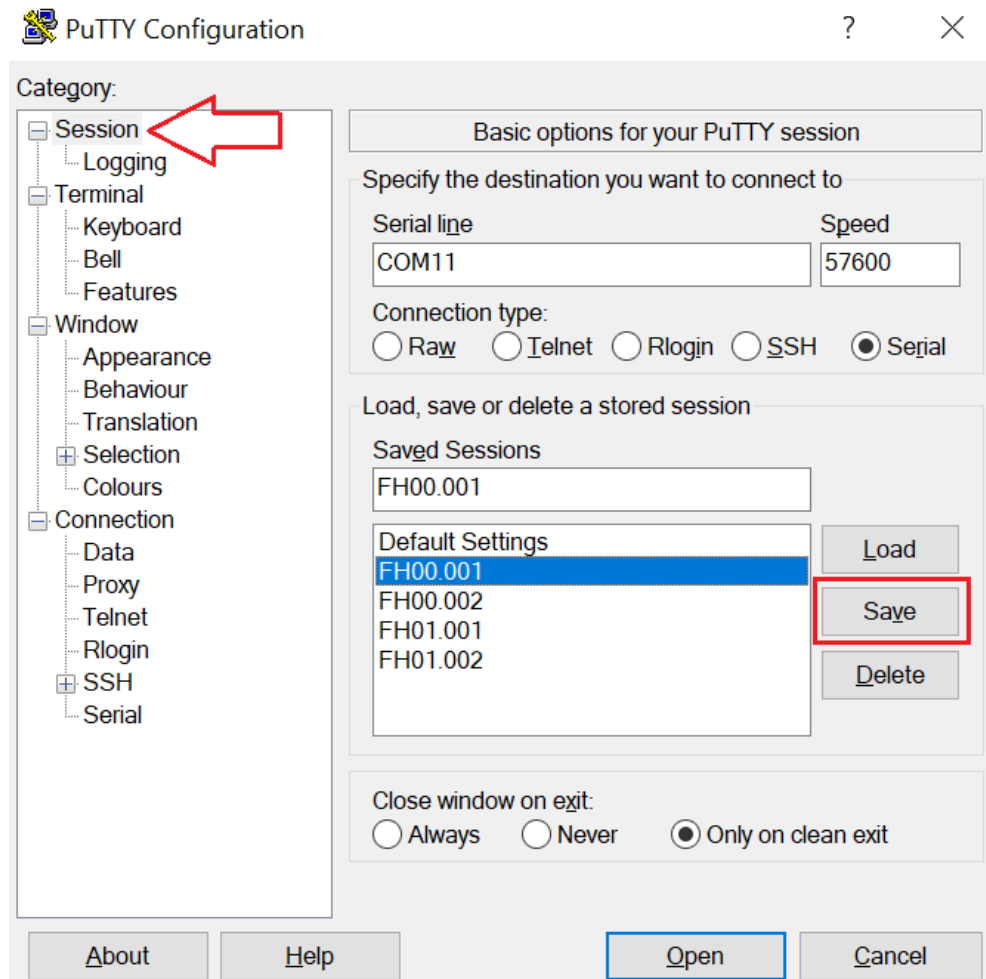 PuTTY Configuration
?
Category:
Session
Logging
Terminal
Keyboard
Bell
Features
Window
Appearance
Behaviour
Translation
Selection
Colours
Connection
Data
Proxy
Telnet
Rlogin
SSH
Serial
Basic options for your PuTTY session
Specify the destination you want to connect to
Serial line Speed
COM11 57600
Connection type:
Raw Telnet Rlogin SSH Serial
Load, save or delete a stored session
Saved Sessions
FH00.001
Default Settings
FH00.001
FH00.002
FH01.001
FH01.002
Load
Save
Delete
Close window on exit:
Always Never Only on clean exit
About Help Open Cancel